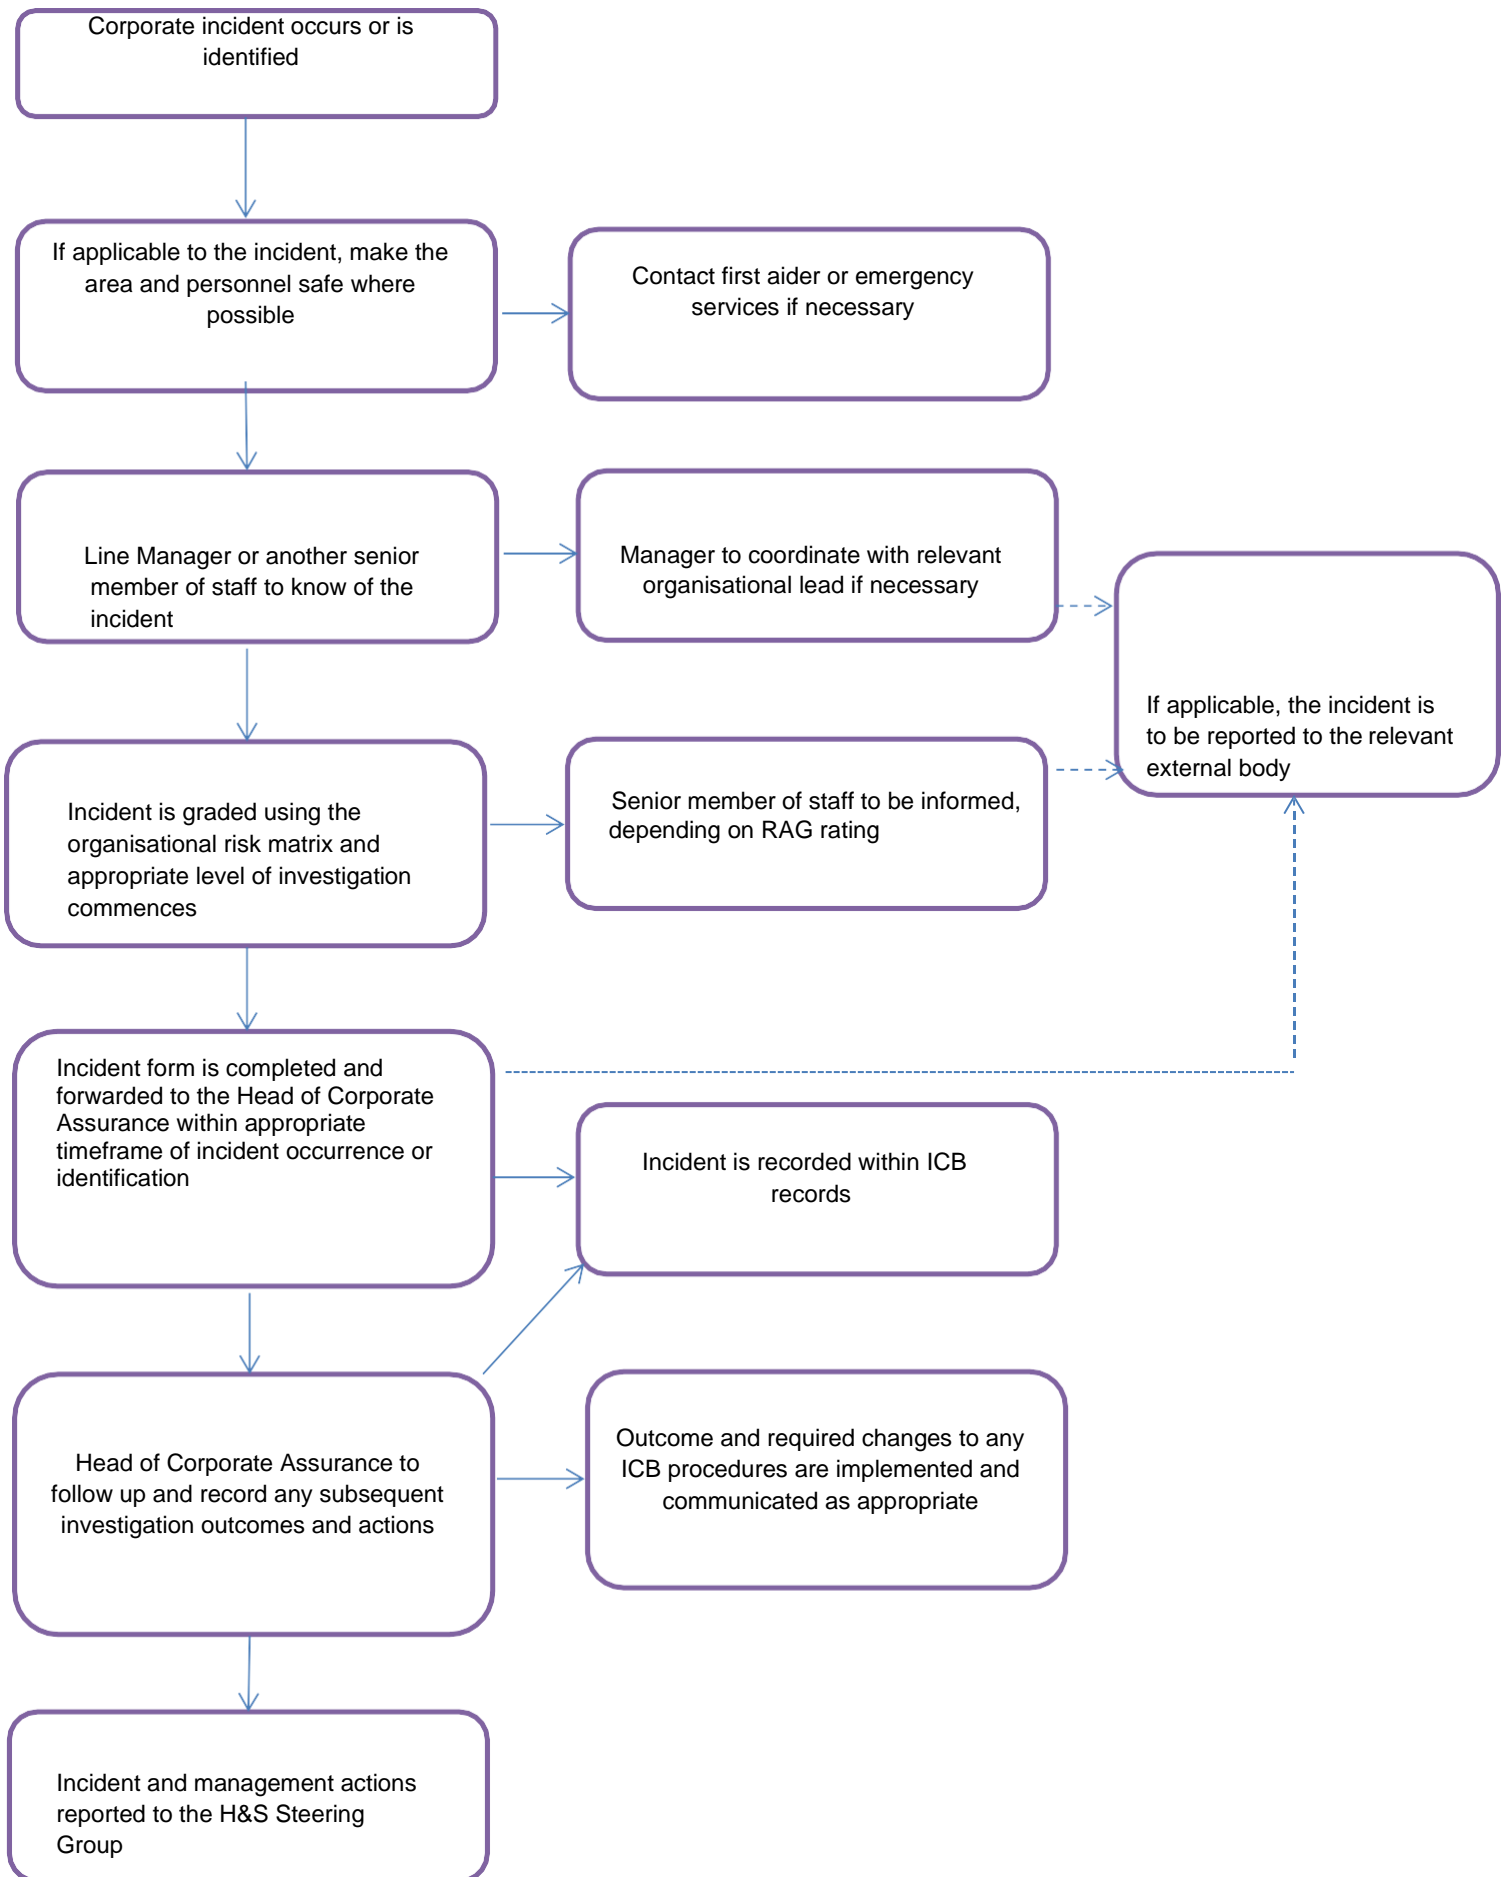 Corporate incident occurs or is
identified
If applicable to the incident, make the
area and personnel safe where
possible
Contact first aider or emergency
services if necessary
Line Manager or another senior
member of staff to know of the
incident
Manager to coordinate with relevant
organisational lead if necessary
If applicable, the incident is
to be reported to the relevant
external body
Incident is graded using the
organisational risk matrix and
appropriate level of investigation
commences
Senior member of staff to be informed,
depending on RAG rating
Incident form is completed and
forwarded to the Head of Corporate
Assurance within appropriate
timeframe of incident occurrence or
identification
Incident is recorded within ICB
records
Head of Corporate Assurance to
follow up and record any subsequent
investigation outcomes and actions
Outcome and required changes to any
ICB procedures are implemented and
communicated as appropriate
Incident and management actions
reported to the H&S Steering
Group